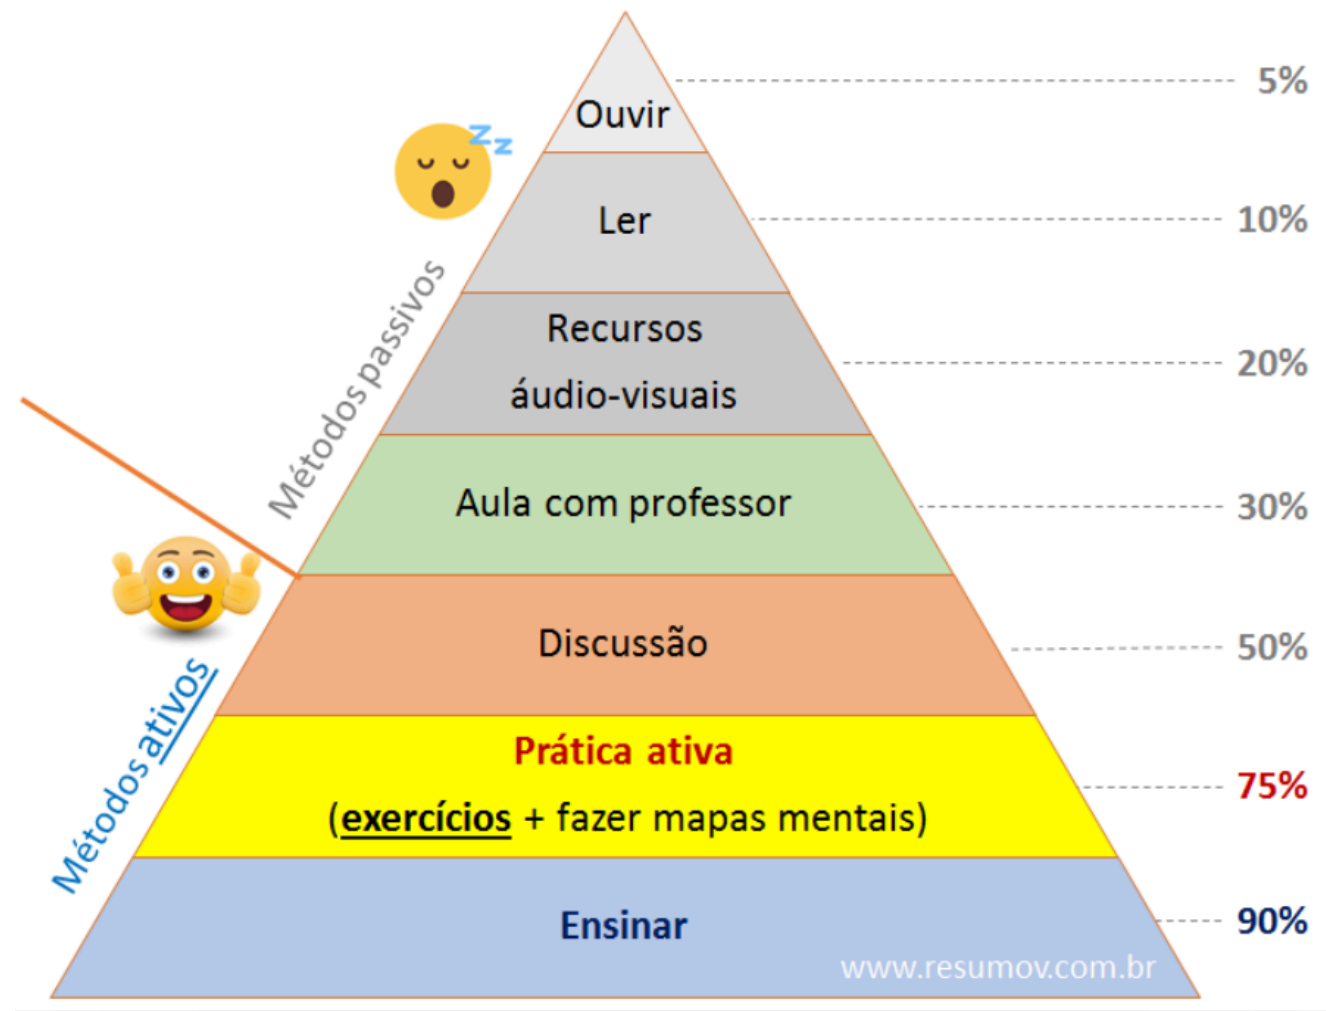 Ouvir
5%
Ler
10%
Recursos
áudio-visuais
20%
Métodos passivos
Aula com professor
30%
Discussão
50%
Métodos ativos
Prática ativa
(exercícios + fazer mapas mentais)
75%
Ensinar
90%
www.resumov.com.br
zz